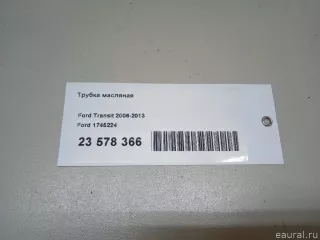 Трубка масляная
Ford Transit 2006-2013
Ford 1746224
23 578 366
eaural.ru/